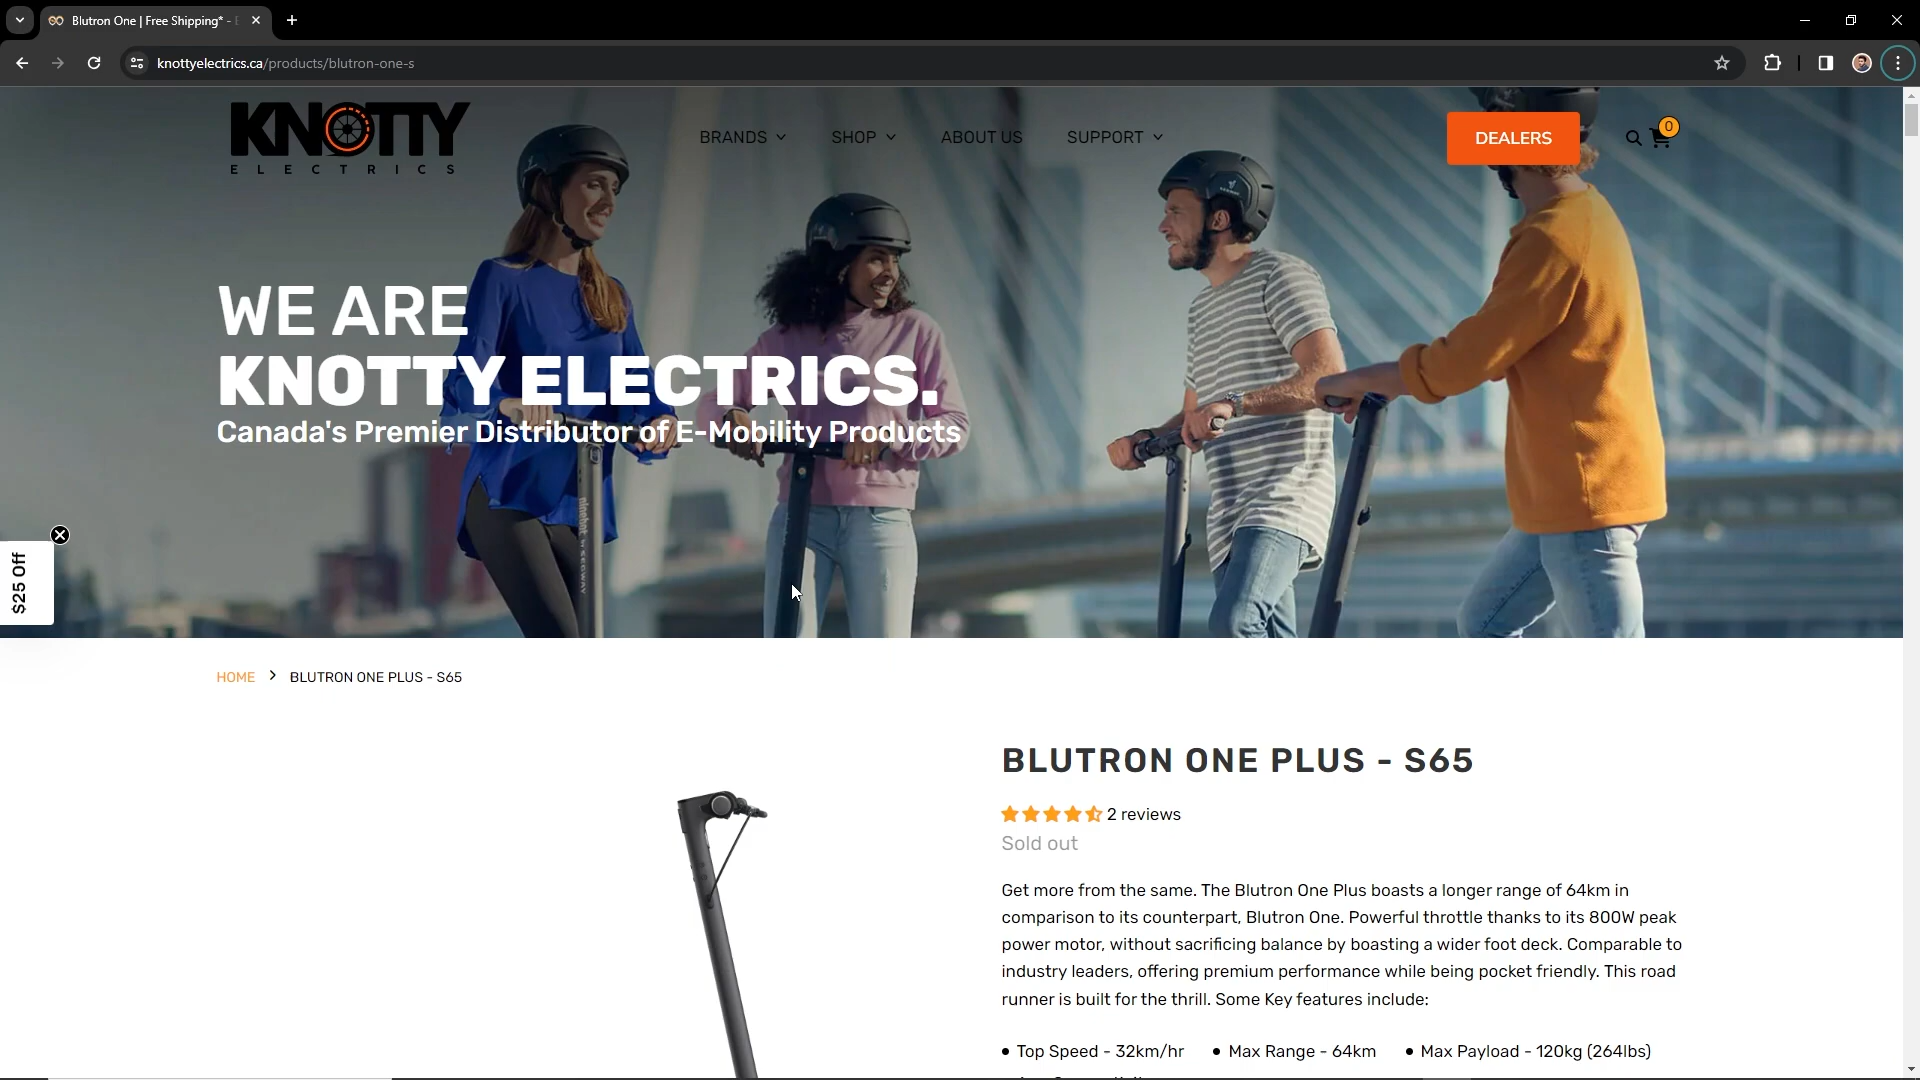 Blutron One | Free Shipping* -
knottyelectrics.ca/products/blutron-one-s
KNOTTY
ELECTRICS
BRANDS
SHOP
ABOUT US
SUPPORT
DEALERS
0
WE ARE
KNOTTY ELECTRICS.
Canada's Premier Distributor of E-Mobility Products
ninebot by SEGWAY
$25 Off
HOME > BLUTRON ONE PLUS - S65
BLUTRON ONE PLUS - S65
2 reviews
Sold out
Get more from the same. The Blutron One Plus boasts a longer range of 64km in
comparison to its counterpart, Blutron One. Powerful throttle thanks to its 800W peak
power motor, without sacrificing balance by boasting a wider foot deck. Comparable to
industry leaders, offering premium performance while being pocket friendly. This road
runner is built for the thrill. Some Key features include:
• Top Speed - 32km/hr • Max Range - 64km • Max Payload - 120kg (264lbs)